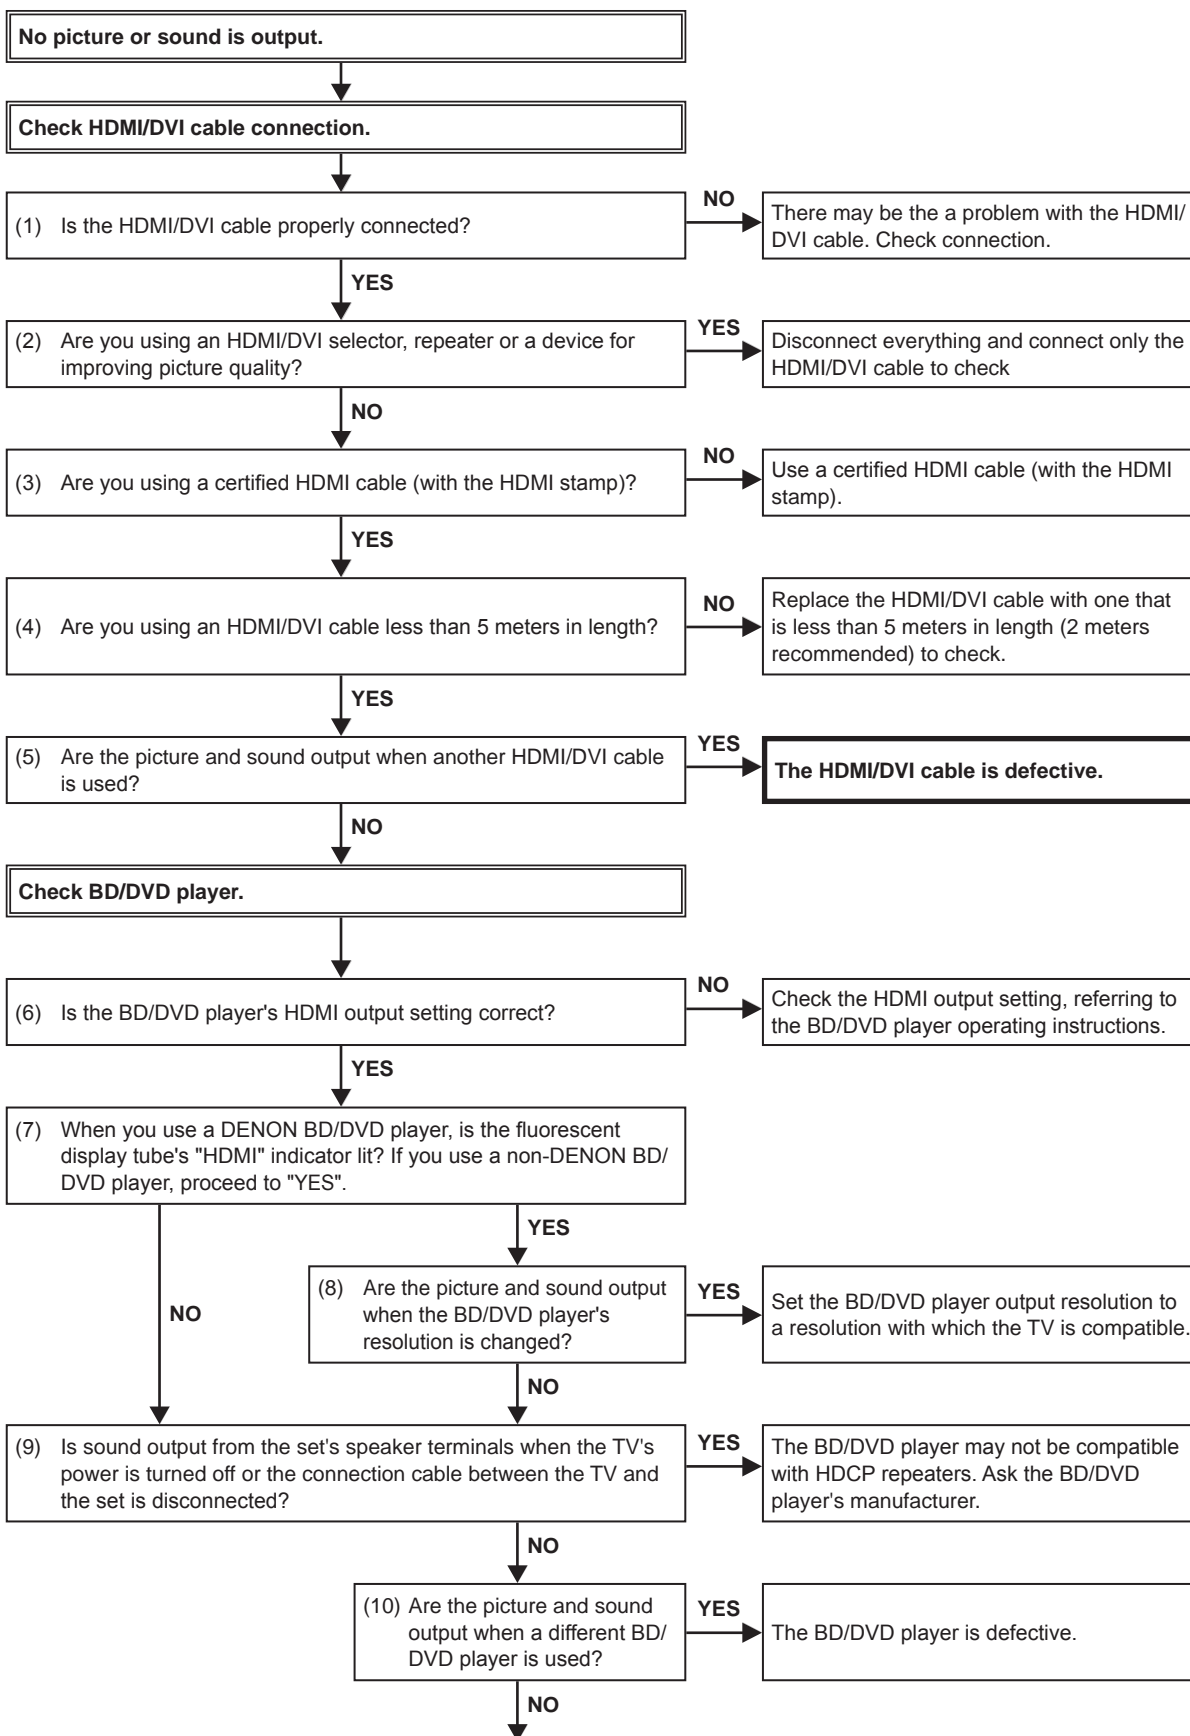 No picture or sound is output.
Check HDMI/DVI cable connection.
(1) Is the HDMI/DVI cable properly connected?
NO
There may be the a problem with the HDMI/
DVI cable. Check connection.
YES
(2) Are you using an HDMI/DVI selector, repeater or a device for
improving picture quality?
YES
Disconnect everything and connect only the
HDMI/DVI cable to check
NO
(3) Are you using a certified HDMI cable (with the HDMI stamp)?
NO
Use a certified HDMI cable (with the HDMI
stamp).
YES
(4) Are you using an HDMI/DVI cable less than 5 meters in length?
NO
Replace the HDMI/DVI cable with one that
is less than 5 meters in length (2 meters
recommended) to check.
YES
(5) Are the picture and sound output when another HDMI/DVI cable
is used?
YES
The HDMI/DVI cable is defective.
NO
Check BD/DVD player.
(6) Is the BD/DVD player's HDMI output setting correct?
NO
Check the HDMI output setting, referring to
the BD/DVD player operating instructions.
YES
(7) When you use a DENON BD/DVD player, is the fluorescent
display tube's "HDMI" indicator lit? If you use a non-DENON BD/
DVD player, proceed to "YES".
YES
NO
(8) Are the picture and sound output
when the BD/DVD player's
resolution is changed?
YES
Set the BD/DVD player output resolution to
a resolution with which the TV is compatible.
NO
(9) Is sound output from the set's speaker terminals when the TV's
power is turned off or the connection cable between the TV and
the set is disconnected?
YES
The BD/DVD player may not be compatible
with HDCP repeaters. Ask the BD/DVD
player's manufacturer.
NO
(10) Are the picture and sound
output when a different BD/
DVD player is used?
YES
The BD/DVD player is defective.
NO